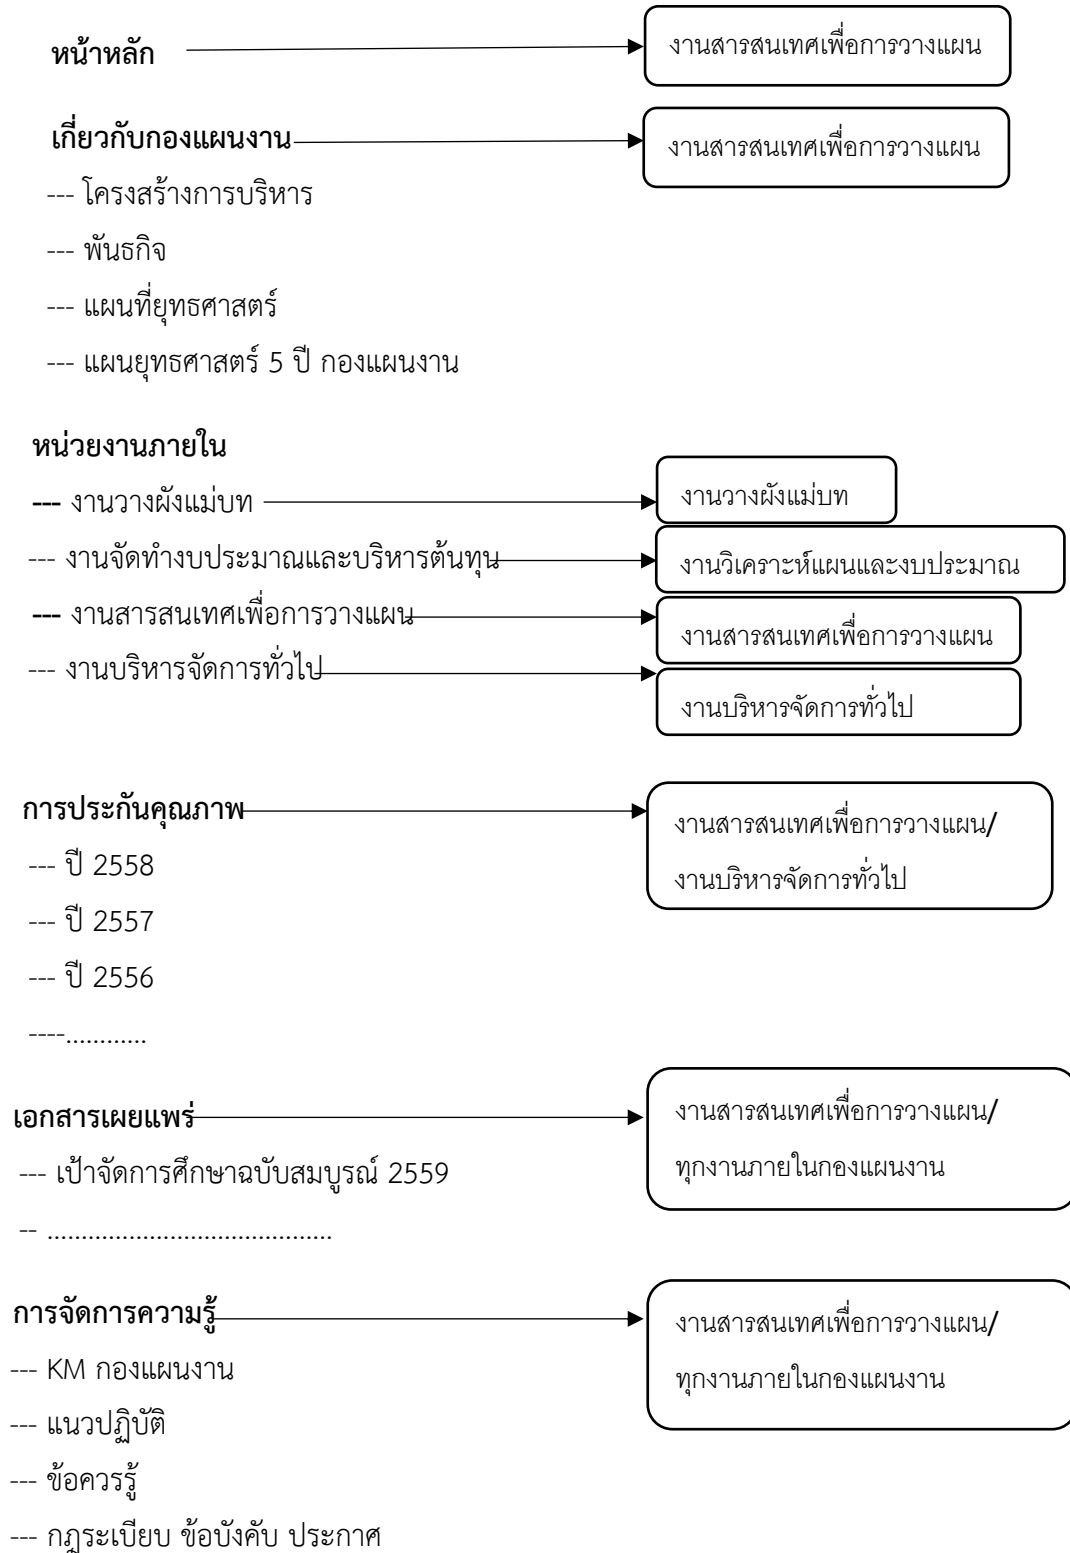 หน้าหลัก
งานสารสนเทศเพื่อการวางแผน
เกี่ยวกับกองแผนงาน
งานสารสนเทศเพื่อการวางแผน
--- โครงสร้างการบริหาร
--- พันธกิจ
--- แผนที่ยุทธศาสตร์
--- แผนยุทธศาสตร์ 5 ปี กองแผนงาน
หน่วยงานภายใน
--- งานวางผังแม่บท
งานวางผังแม่บท
--- งานจัดทำงบประมาณและบริหารต้นทุน
งานวิเคราะห์แผนและงบประมาณ
--- งานสารสนเทศเพื่อการวางแผน
งานสารสนเทศเพื่อการวางแผน
--- งานบริหารจัดการทั่วไป
งานบริหารจัดการทั่วไป
การประกันคุณภาพ
งานสารสนเทศเพื่อการวางแผน/
งานบริหารจัดการทั่วไป
--- ปี 2558
--- ปี 2557
--- ปี 2556
----............
เอกสารเผยแพร่
งานสารสนเทศเพื่อการวางแผน/
ทุกงานภายในกองแผนงาน
--- เป้าจัดการศึกษาฉบับสมบูรณ์ 2559
-- ..........................................
การจัดการความรู้
งานสารสนเทศเพื่อการวางแผน/
ทุกงานภายในกองแผนงาน
--- KM กองแผนงาน
--- แนวปฏิบัติ
--- ข้อควรรู้
--- กฎระเบียบ ข้อบังคับ ประกาศ